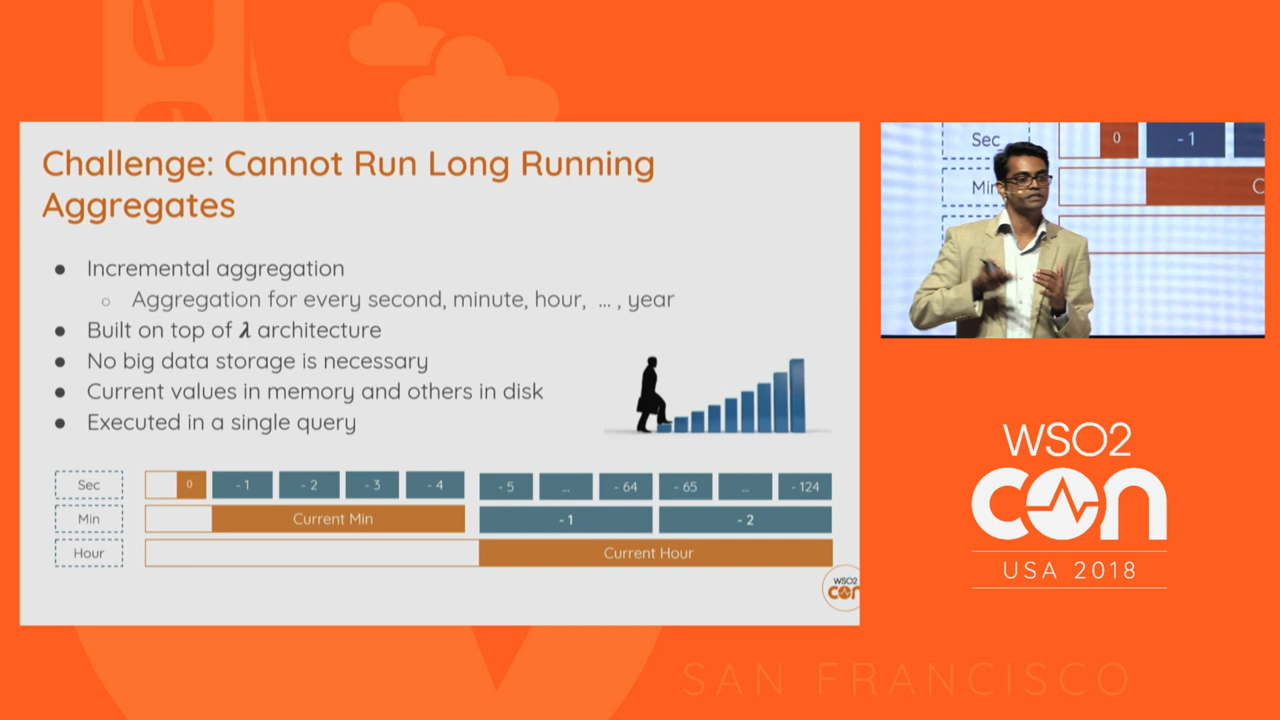 Challenge: Cannot Run Long Running
Aggregates
● Incremental aggregation
○ Aggregation for every second, minute, hour, ... , year
● Built on top of λ architecture
● No big data storage is necessary
● Current values in memory and others in disk
● Executed in a single query
Sec 0 - 1 - 2 - 3 - 4 - 5 ... - 64 - 65 ... - 124
Min Current Min - 1 - 2
Hour Current Hour
WSO2
con
Sec 0 -1
Min C
WSO2
con
USA 2018
SAN FRANCISCO